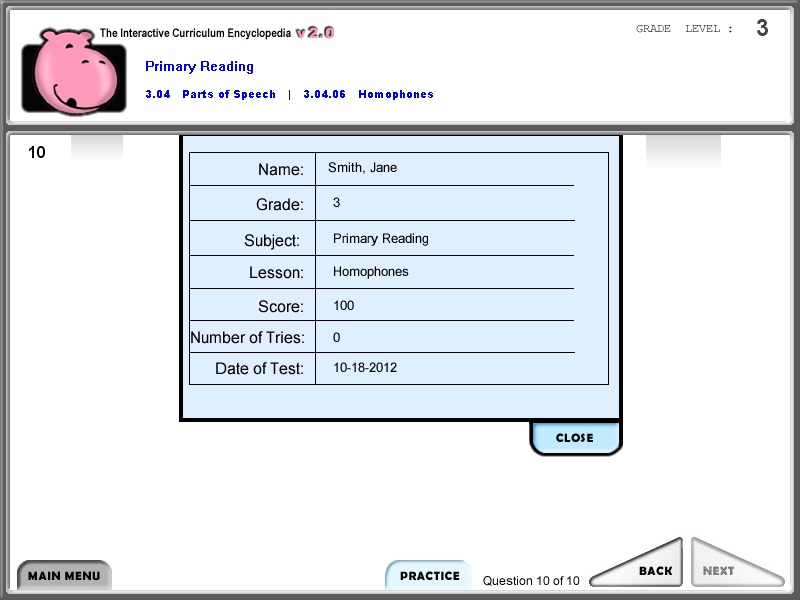 The Interactive Curriculum Encyclopedia v 2.0
GRADE LEVEL : 3
Primary Reading
3.04 Parts of Speech | 3.04.06 Homophones
10
Name: Smith, Jane
Grade: 3
Subject: Primary Reading
Lesson: Homophones
Score: 100
Number of Tries: 0
Date of Test: 10-18-2012
CLOSE
MAIN MENU
PRACTICE
Question 10 of 10
BACK
NEXT